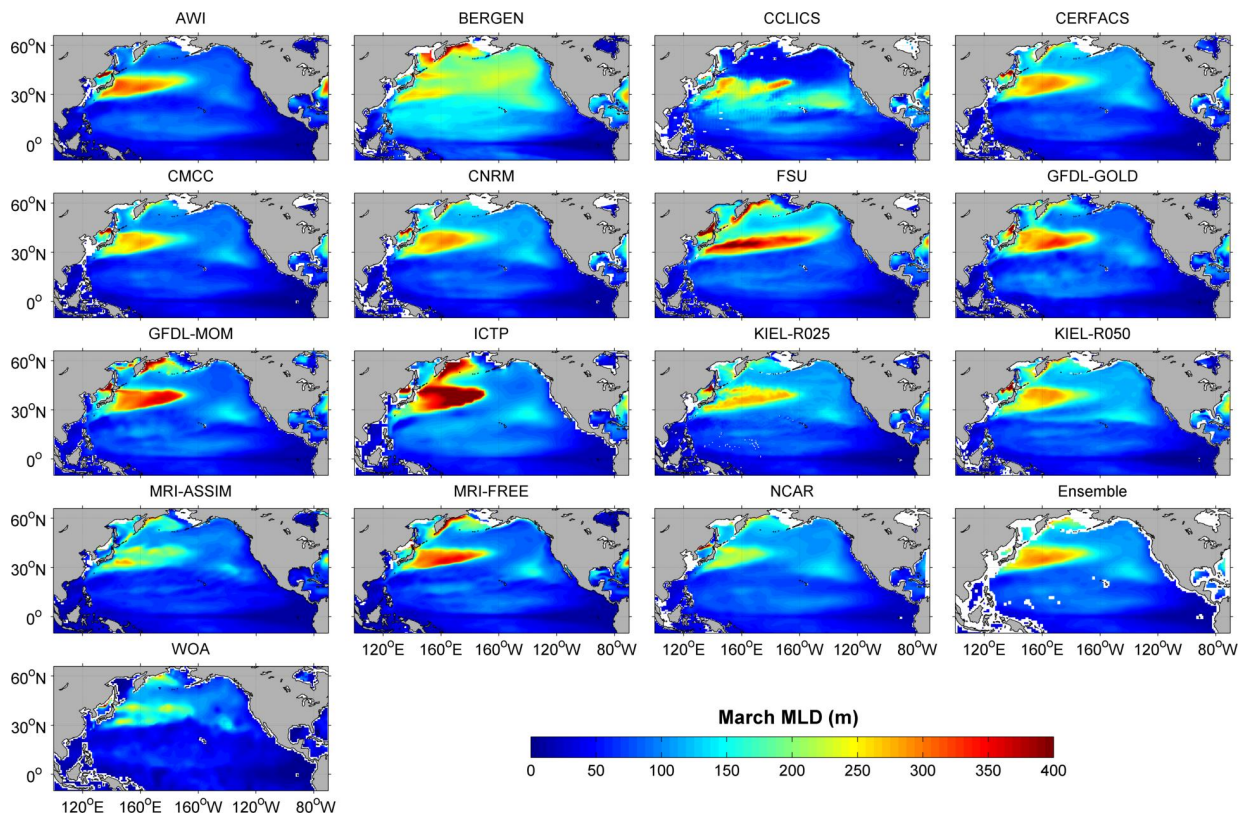 AWI BERGEN CCLICS CERFACS
60°N
30°N
0°
CMCC CNRM FSU GFDL-GOLD
60°N
30°N
0°
GFDL-MOM ICTP KIEL-R025 KIEL-R050
60°N
30°N
0°
MRI-ASSIM MRI-FREE NCAR Ensemble
60°N
30°N
0°
120°E 160°E 160°W 120°W 80°W 120°E 160°E 160°W 120°W 80°W 120°E 160°E 160°W 120°W 80°W
WOA
60°N
30°N
0°
120°E 160°E 160°W 120°W 80°W
March MLD (m)
0 50 100 150 200 250 300 350 400